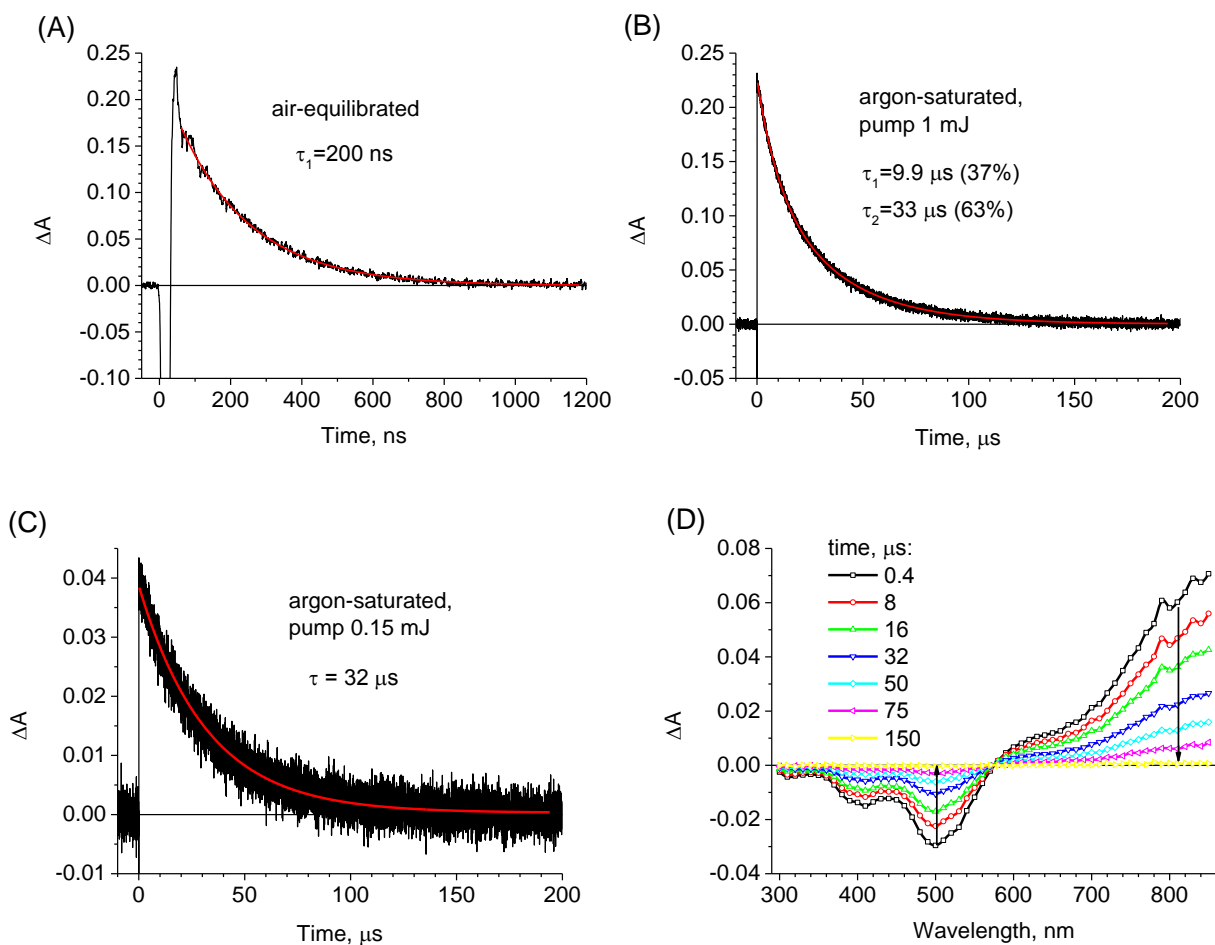 (A)
0.25
0.20
0.15
0.10
0.05
0.00
-0.05
-0.10
ΔA
air-equilibrated
τ1=200 ns
0 200 400 600 800 1000 1200
Time, ns
(B)
0.25
0.20
0.15
0.10
0.05
0.00
-0.05
ΔA
argon-saturated,
pump 1 mJ
τ1=9.9 μs (37%)
τ2=33 μs (63%)
0 50 100 150 200
Time, μs
(C)
0.04
0.03
0.02
0.01
0.00
-0.01
ΔA
argon-saturated,
pump 0.15 mJ
τ = 32 μs
0 50 100 150 200
Time, μs
(D)
0.08
0.06
0.04
0.02
0.00
-0.02
-0.04
ΔA
time, μs:
0.4
8
16
32
50
75
150
300 400 500 600 700 800
Wavelength, nm